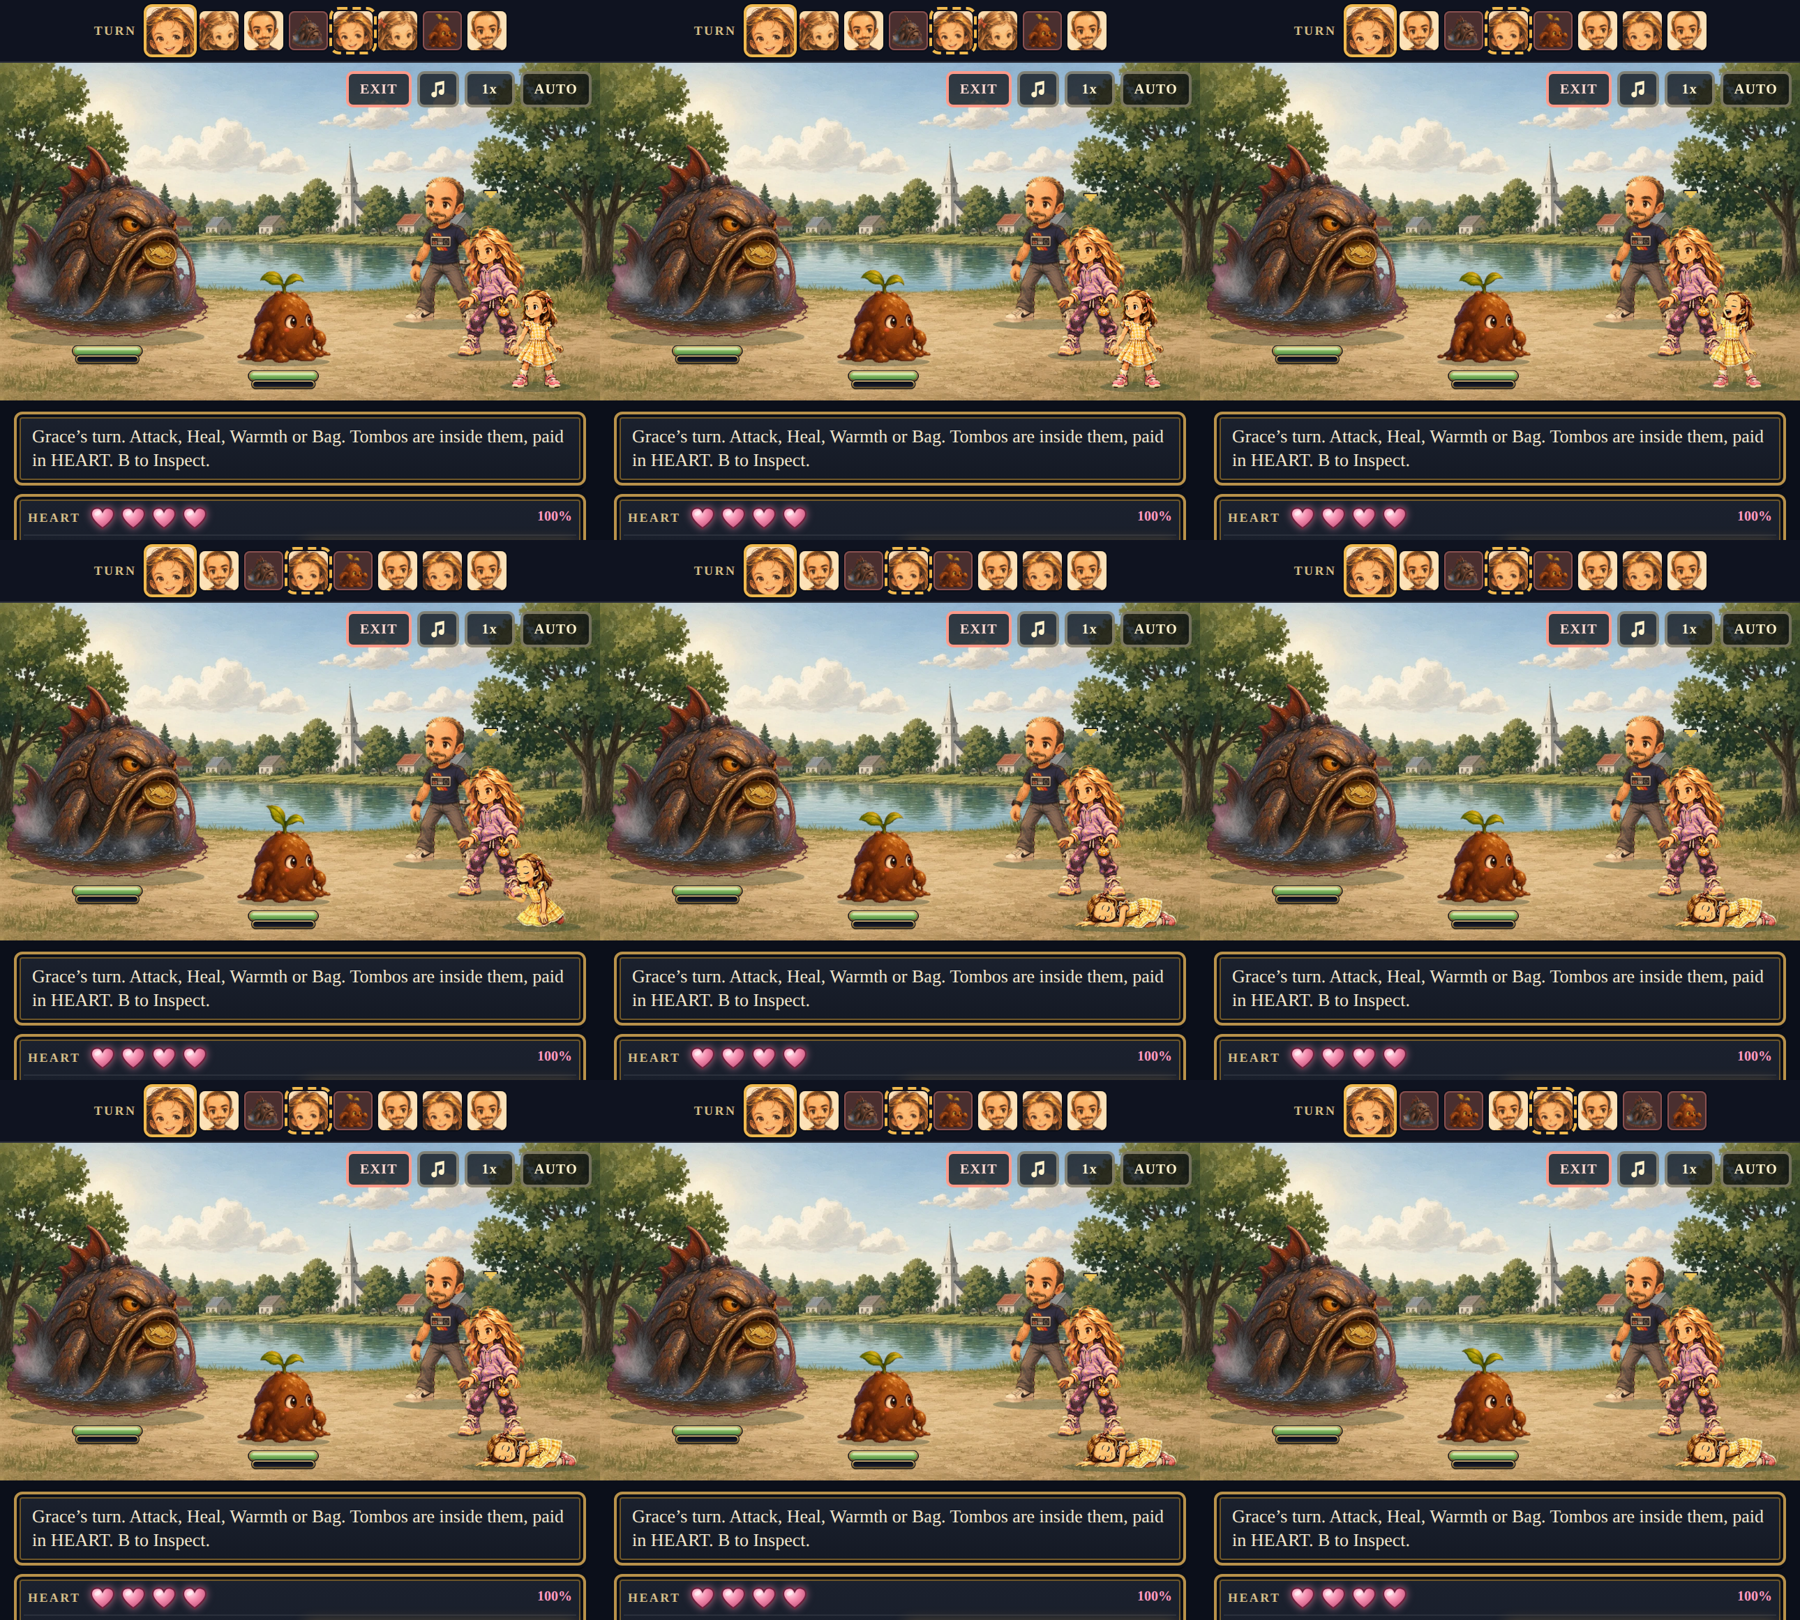 TURN
EXIT 1x AUTO
Grace’s turn. Attack, Heal, Warmth or Bag. Tombos are inside them, paid
in HEART. B to Inspect.
HEART 100%
TURN
EXIT 1x AUTO
Grace’s turn. Attack, Heal, Warmth or Bag. Tombos are inside them, paid
in HEART. B to Inspect.
HEART 100%
TURN
EXIT 1x AUTO
Grace’s turn. Attack, Heal, Warmth or Bag. Tombos are inside them, paid
in HEART. B to Inspect.
HEART 100%
TURN
EXIT 1x AUTO
Grace’s turn. Attack, Heal, Warmth or Bag. Tombos are inside them, paid
in HEART. B to Inspect.
HEART 100%
TURN
EXIT 1x AUTO
Grace’s turn. Attack, Heal, Warmth or Bag. Tombos are inside them, paid
in HEART. B to Inspect.
HEART 100%
TURN
EXIT 1x AUTO
Grace’s turn. Attack, Heal, Warmth or Bag. Tombos are inside them, paid
in HEART. B to Inspect.
HEART 100%
TURN
EXIT 1x AUTO
Grace’s turn. Attack, Heal, Warmth or Bag. Tombos are inside them, paid
in HEART. B to Inspect.
HEART 100%
TURN
EXIT 1x AUTO
Grace’s turn. Attack, Heal, Warmth or Bag. Tombos are inside them, paid
in HEART. B to Inspect.
HEART 100%
TURN
EXIT 1x AUTO
Grace’s turn. Attack, Heal, Warmth or Bag. Tombos are inside them, paid
in HEART. B to Inspect.
HEART 100%